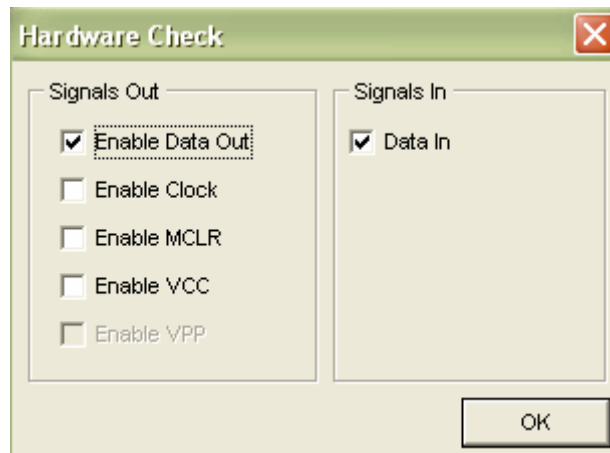 Hardware Check
Signals Out
Enable Data Out
Enable Clock
Enable MCLR
Enable VCC
Enable VPP
Signals In
Data In
OK